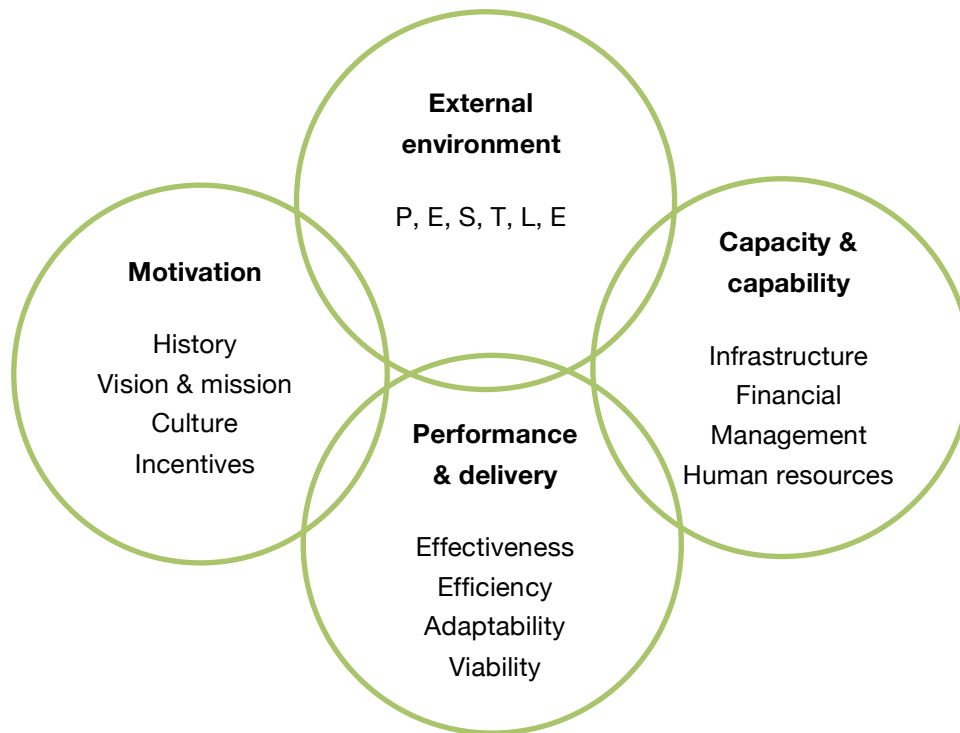 External
environment
P, E, S, T, L, E
Motivation
History
Vision & mission
Culture
Incentives
Capacity &
capability
Infrastructure
Financial
Management
Human resources
Performance
& delivery
Effectiveness
Efficiency
Adaptability
Viability